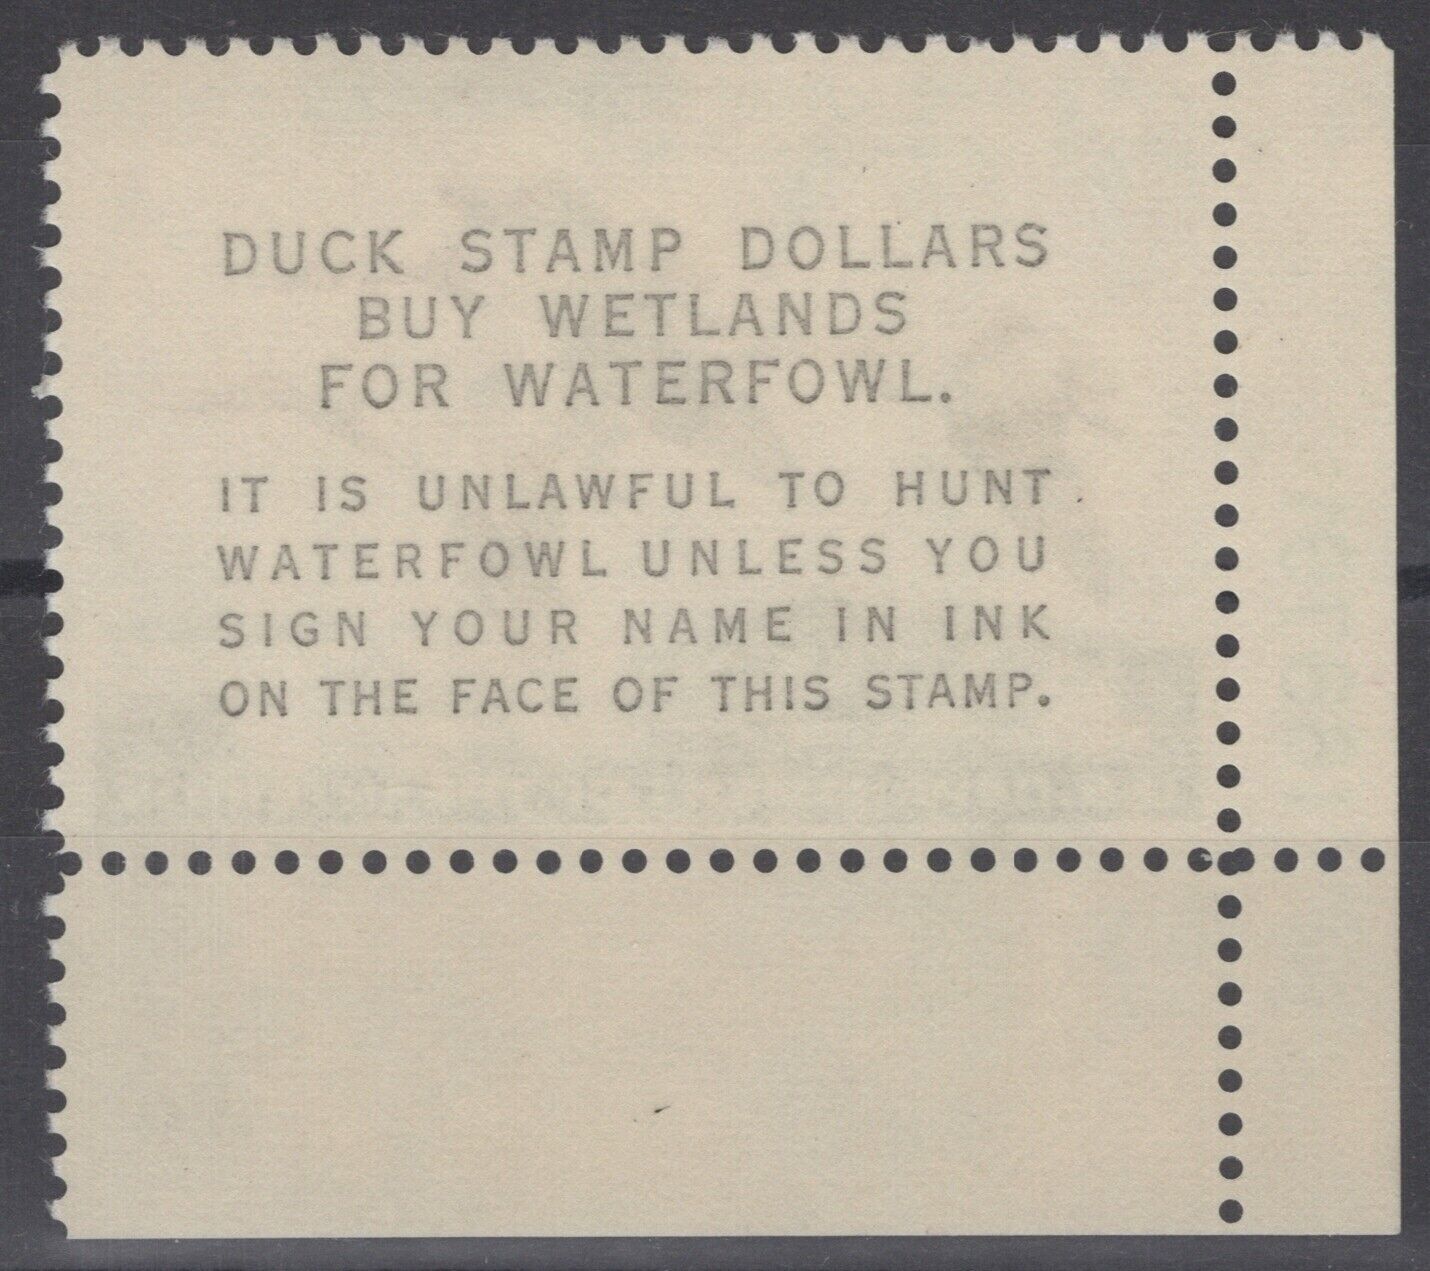 DUCK STAMP DOLLARS
BUY WETLANDS
FOR WATERFOWL.
IT IS UNLAWFUL TO HUNT
WATERFOWL UNLESS YOU
SIGN YOUR NAME IN INK
ON THE FACE OF THIS STAMP.